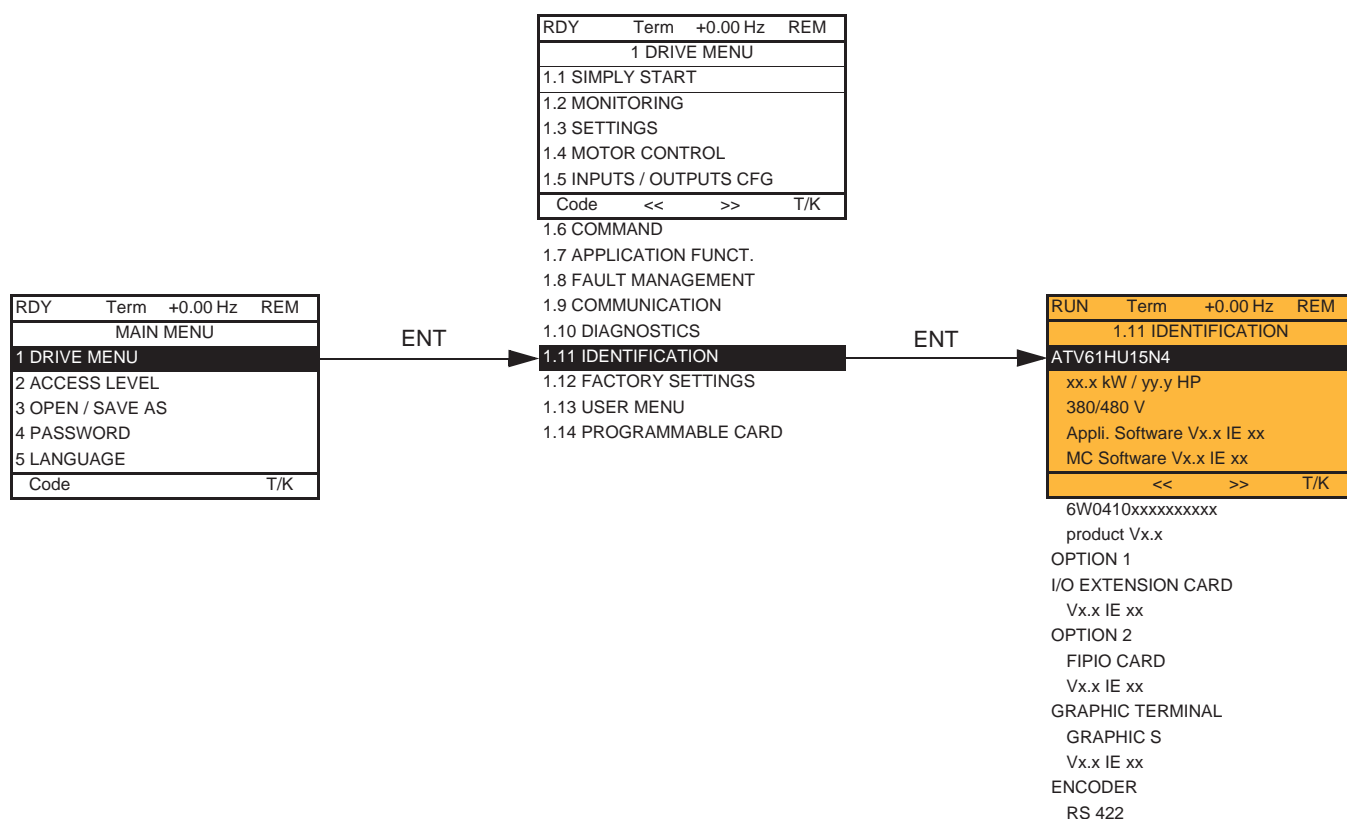 RDY Term +0.00 Hz REM
MAIN MENU
1 DRIVE MENU
2 ACCESS LEVEL
3 OPEN / SAVE AS
4 PASSWORD
5 LANGUAGE
Code T/K
ENT
RDY Term +0.00 Hz REM
1 DRIVE MENU
1.1 SIMPLY START
1.2 MONITORING
1.3 SETTINGS
1.4 MOTOR CONTROL
1.5 INPUTS / OUTPUTS CFG
Code << >> T/K
1.6 COMMAND
1.7 APPLICATION FUNCT.
1.8 FAULT MANAGEMENT
1.9 COMMUNICATION
1.10 DIAGNOSTICS
1.11 IDENTIFICATION
1.12 FACTORY SETTINGS
1.13 USER MENU
1.14 PROGRAMMABLE CARD
ENT
RUN Term +0.00 Hz REM
1.11 IDENTIFICATION
ATV61HU15N4
xx.x kW / yy.y HP
380/480 V
Appli. Software Vx.x IE xx
MC Software Vx.x IE xx
<< >> T/K
6W0410xxxxxxxxxx
product Vx.x
OPTION 1
I/O EXTENSION CARD
Vx.x IE xx
OPTION 2
FIPIO CARD
Vx.x IE xx
GRAPHIC TERMINAL
GRAPHIC S
Vx.x IE xx
ENCODER
RS 422